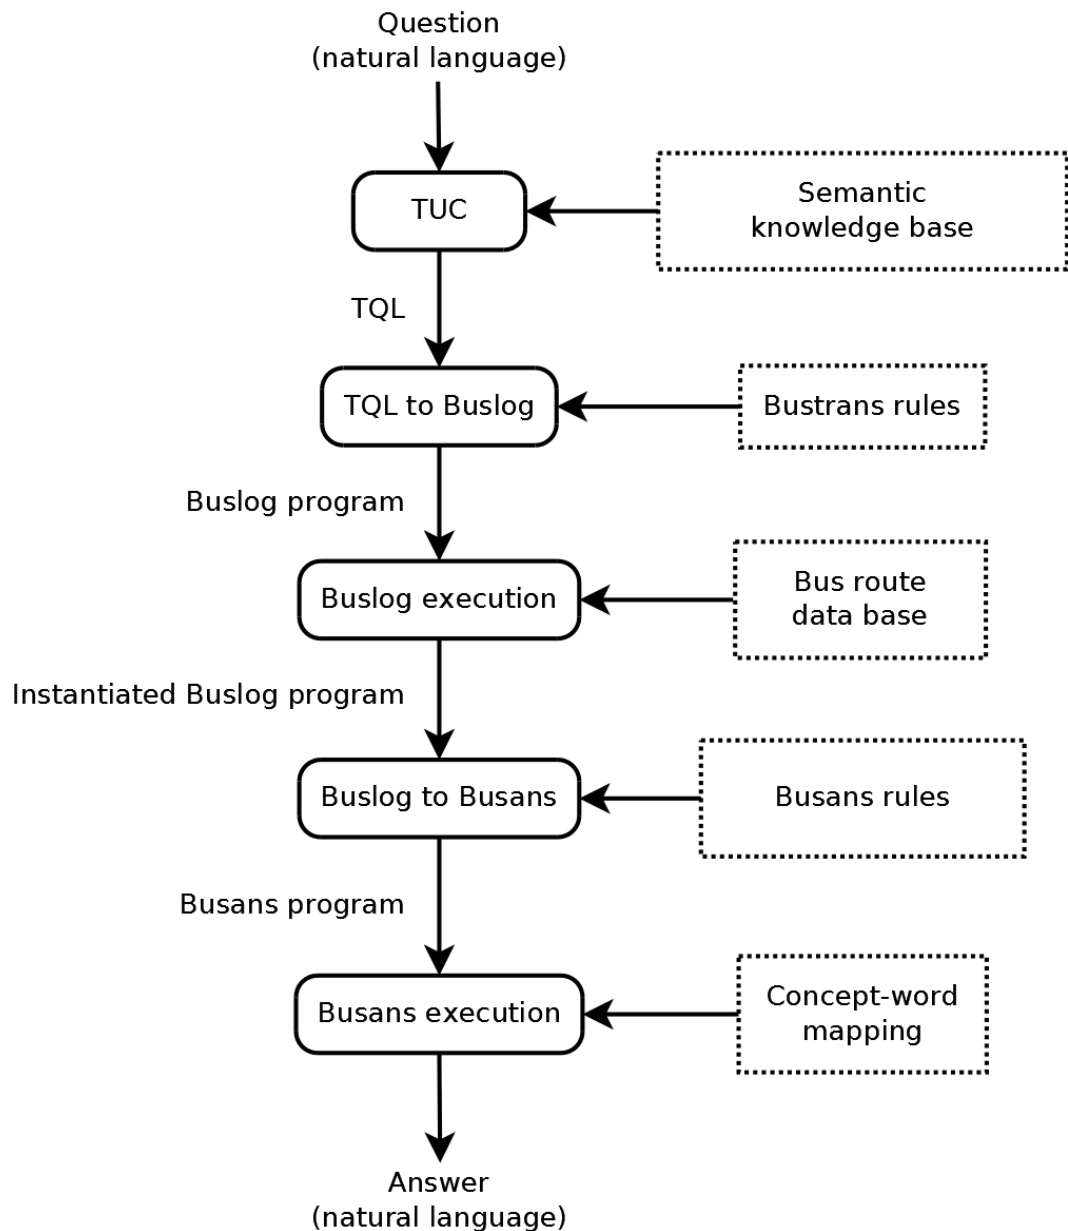 Question
(natural language)
TUC
Semantic
knowledge base
TQL
TQL to Buslog
Bustrans rules
Buslog program
Buslog execution
Bus route
data base
Instantiated Buslog program
Buslog to Busans
Busans rules
Busans program
Busans execution
Concept-word
mapping
Answer
(natural language)